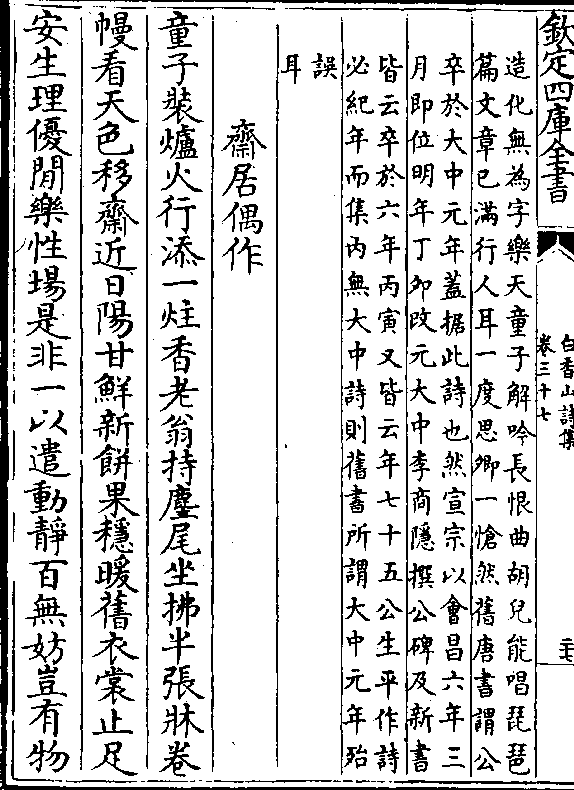 欽定四庫全書
白香山詩集
卷三十七
二十七
造化無為字樂天童子解吟長恨曲胡兒能唱琵琶
篇文章已滿行人耳一度思卿一愴然舊唐書謂公
卒於大中元年蓋据此詩也然宣宗以會昌六年三
月即位明年丁卯改元大中李商隱撰公碑及新書
皆云卒於六年丙寅又皆云年七十五公生平作詩
必紀年而集內無大中詩則舊書所謂大中元年殆
誤
耳
齋居偶作
童子裝爐火行添一炷香老翁持麈尾坐拂半張牀卷
幔看天色移齋近日陽甘鮮新餅果穩暖舊衣裳止足
安生理優閒樂性場是非一以遣動靜百無妨豈有物